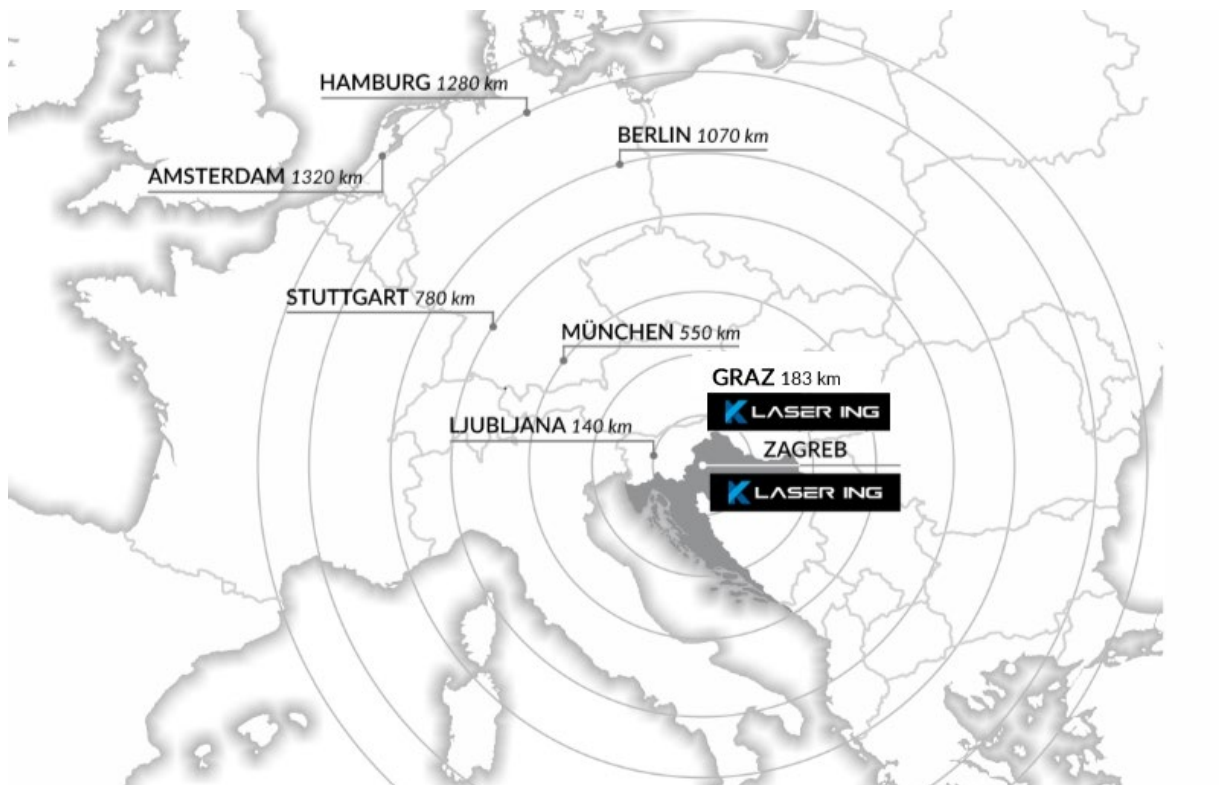 HAMBURG 1280 km
BERLIN 1070 km
AMSTERDAM 1320 km
STUTTGART 780 km
MÜNCHEN 550 km
GRAZ 183 km
K LASER ING
LJUBLJANA 140 km
ZAGREB
K LASER ING